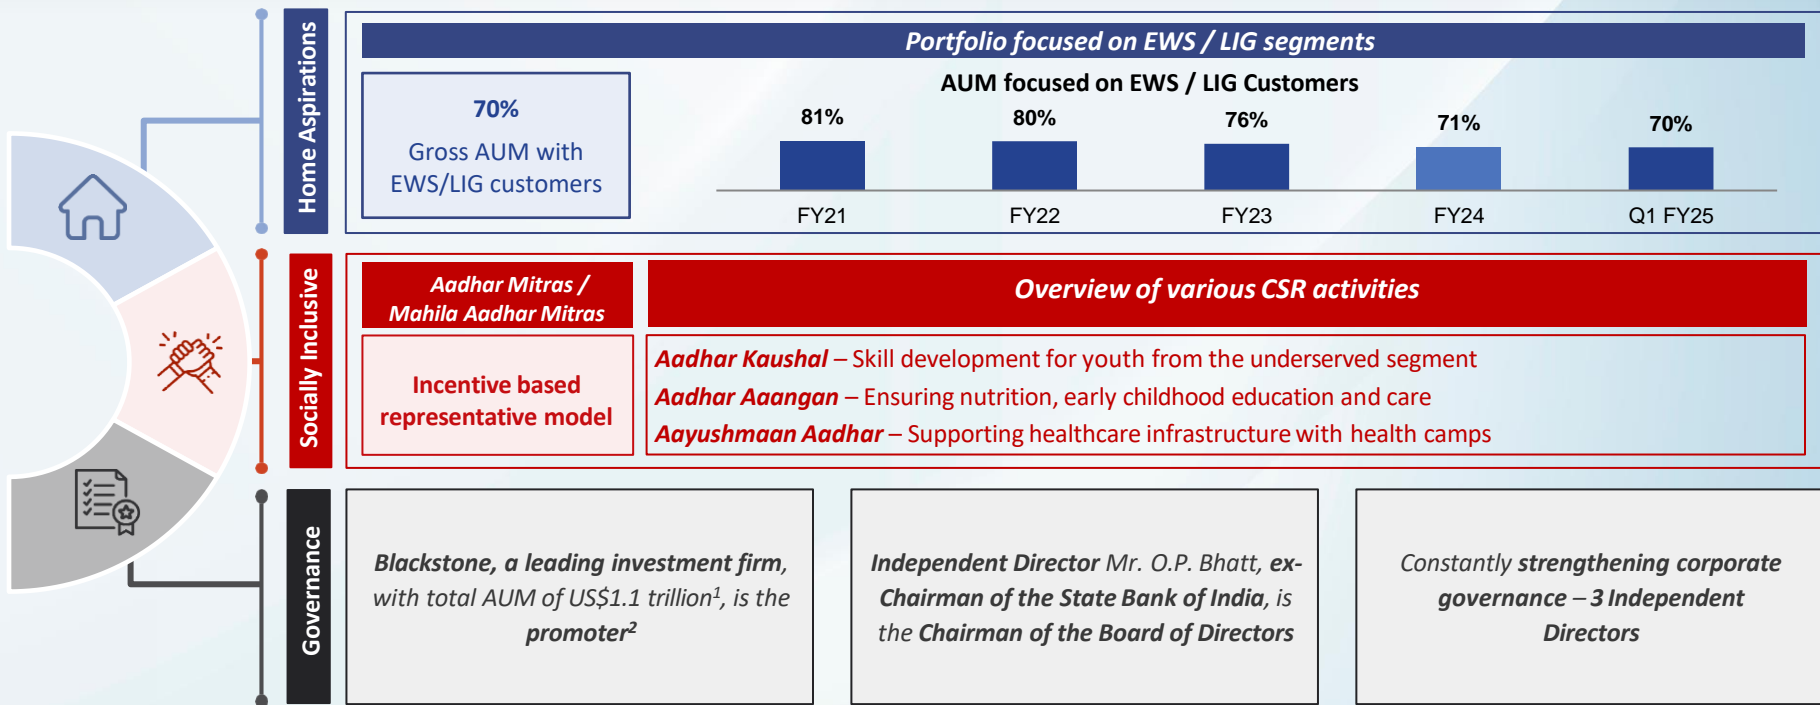 Home Aspirations
Portfolio focused on EWS / LIG segments
70%
Gross AUM with
EWS/LIG customers
AUM focused on EWS / LIG Customers
81%
80%
76%
71%
70%
FY21
FY22
FY23
FY24
Q1 FY25
Socially Inclusive
Aadhar Mitras /
Mahila Aadhar Mitras
Incentive based
representative model
Overview of various CSR activities
Aadhar Kaushal – Skill development for youth from the underserved segment
Aadhar Aaangan – Ensuring nutrition, early childhood education and care
Aayushmaan Aadhar – Supporting healthcare infrastructure with health camps
Governance
Blackstone, a leading investment firm,
with total AUM of US$1.1 trillion¹, is the
promoter²
Independent Director Mr. O.P. Bhatt, ex-
Chairman of the State Bank of India, is
the Chairman of the Board of Directors
Constantly strengthening corporate
governance – 3 Independent
Directors